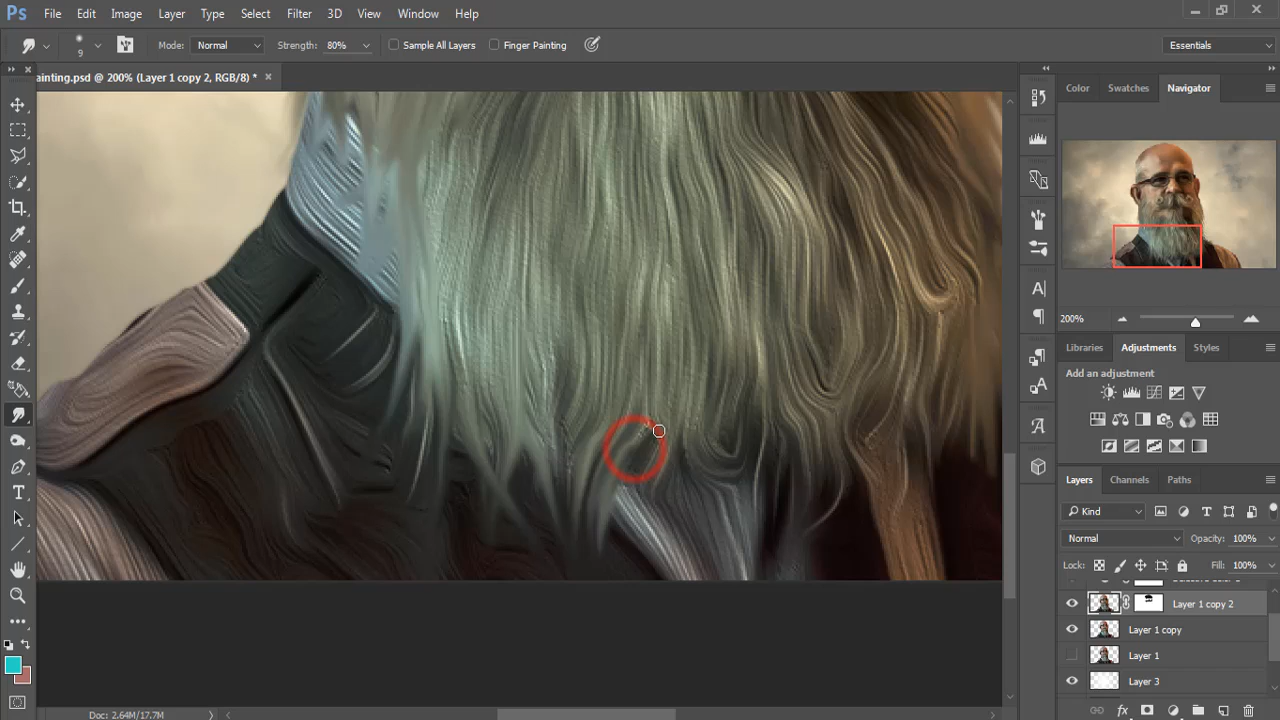 Ps File Edit Image Layer Type Select Filter 3D View Window Help
9 Mode: Normal Strength: 80% Sample All Layers Finger Painting Essentials
ainting.psd @ 200% (Layer 1 copy 2, RGB/8) * ×
Color Swatches Navigator
200%
Libraries Adjustments Styles
Add an adjustment
Layers Channels Paths
Kind
Normal Opacity: 100%
Lock: Fill: 100%
Layer 1 copy 2
Layer 1 copy
Layer 1
Layer 3
Doc: 2.64M/17.7M